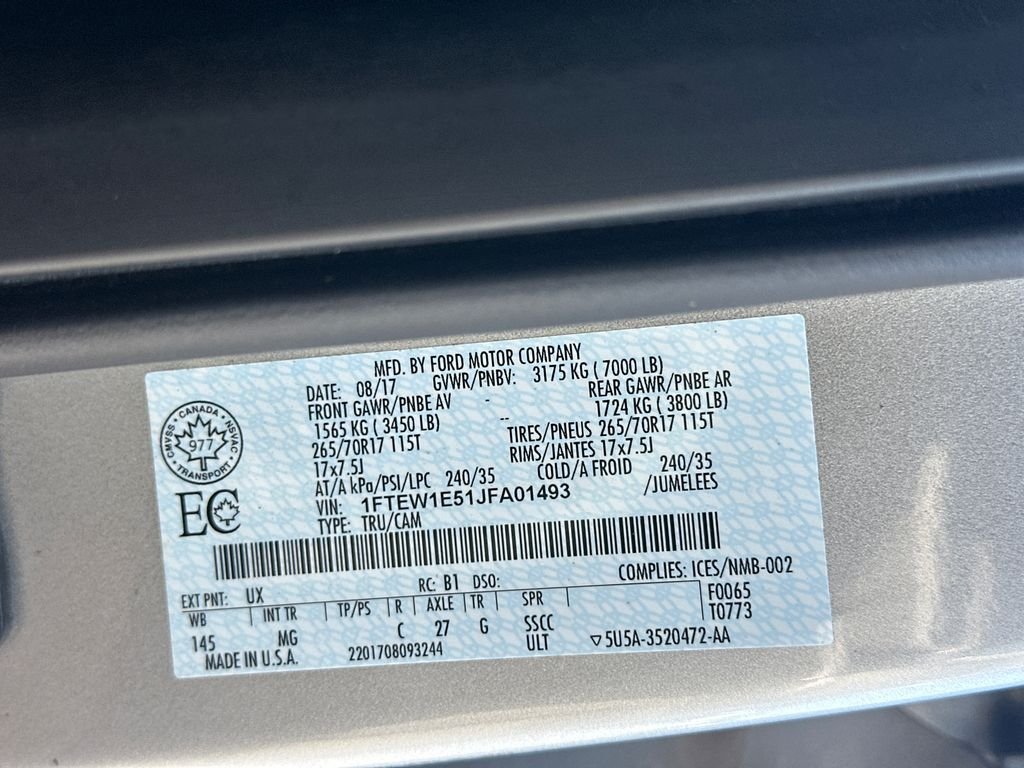 MFD. BY FORD MOTOR COMPANY
DATE: 08/17 GVWR/PNBV: 3175 KG ( 7000 LB)
FRONT GAWR/PNBE AV - REAR GAWR/PNBE AR
1565 KG ( 3450 LB) -- 1724 KG ( 3800 LB)
265/70R17 115T TIRES/PNEUS 265/70R17 115T
17x7.5J RIMS/JANTES 17x7.5J
AT/A kPa/PSI/LPC 240/35 COLD/A FROID 240/35
VIN: 1FTEW1E51JFA01493 /JUMELEES
TYPE: TRU/CAM
CANADA
CMVSS 977 NSVAC
TRANSPORT
EC
COMPLIES: ICES/NMB-002
EXT PNT: UX RC: B1 DSO: F0065
WB INT TR TP/PS R AXLE TR SPR T0773
145 MG C 27 G SSCC
MADE IN U.S.A. 2201708093244 ULT ▽5U5A-3520472-AA